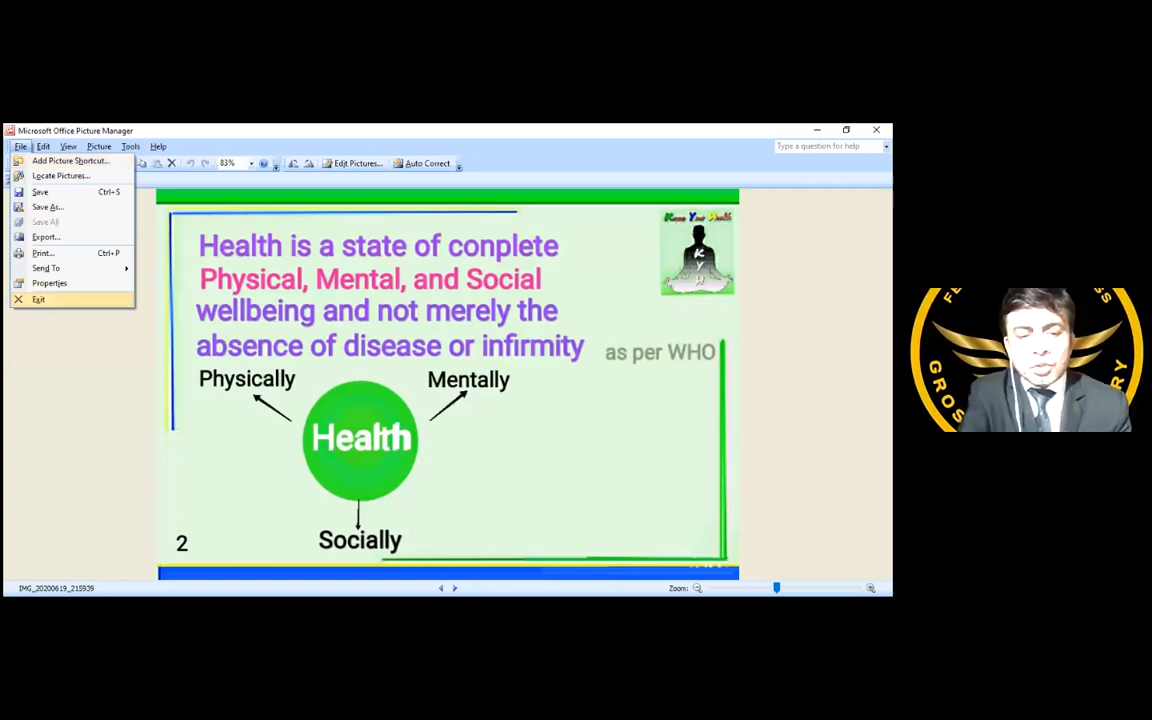 Microsoft Office Picture Manager
File Edit View Picture Tools Help
Type a question for help
Add Picture Shortcut...
Locate Pictures...
Save Ctrl+S
Save As...
Save All
Export...
Print... Ctrl+P
Send To
Properties
Exit
83%
Edit Pictures...
Auto Correct
Know Your Health
K
Y
H
Health is a state of conplete
Physical, Mental, and Social
wellbeing and not merely the
absence of disease or infirmity
as per WHO
Physically
Mentally
Health
Socially
2
IMG_20200619_215939
Zoom: